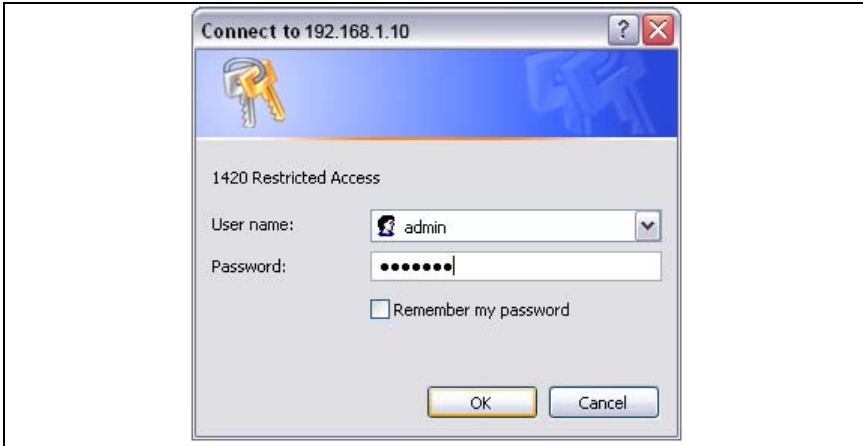 Connect to 192.168.1.10
?
1420 Restricted Access
User name:
admin
Password:
•••••••
Remember my password
OK
Cancel